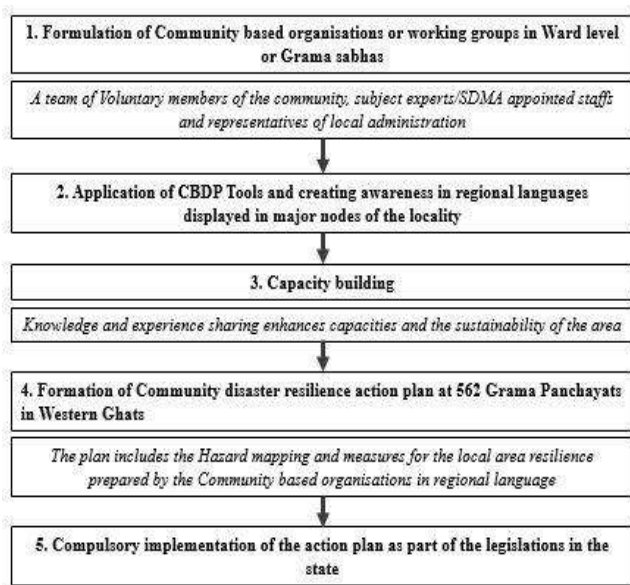 1. Formulation of Community based organisations or working groups in Ward level
or Grama sabhas
A team of Voluntary members of the community, subject experts/SDMA appointed staffs
and representatives of local administration
2. Application of CBDP Tools and creating awareness in regional languages
displayed in major nodes of the locality
3. Capacity building
Knowledge and experience sharing enhances capacities and the sustainability of the area
4. Formation of Community disaster resilience action plan at 562 Grama Panchayats
in Western Ghats
The plan includes the Hazard mapping and measures for the local area resilience
prepared by the Community based organisations in regional language
5. Compulsory implementation of the action plan as part of the legislations in the
state